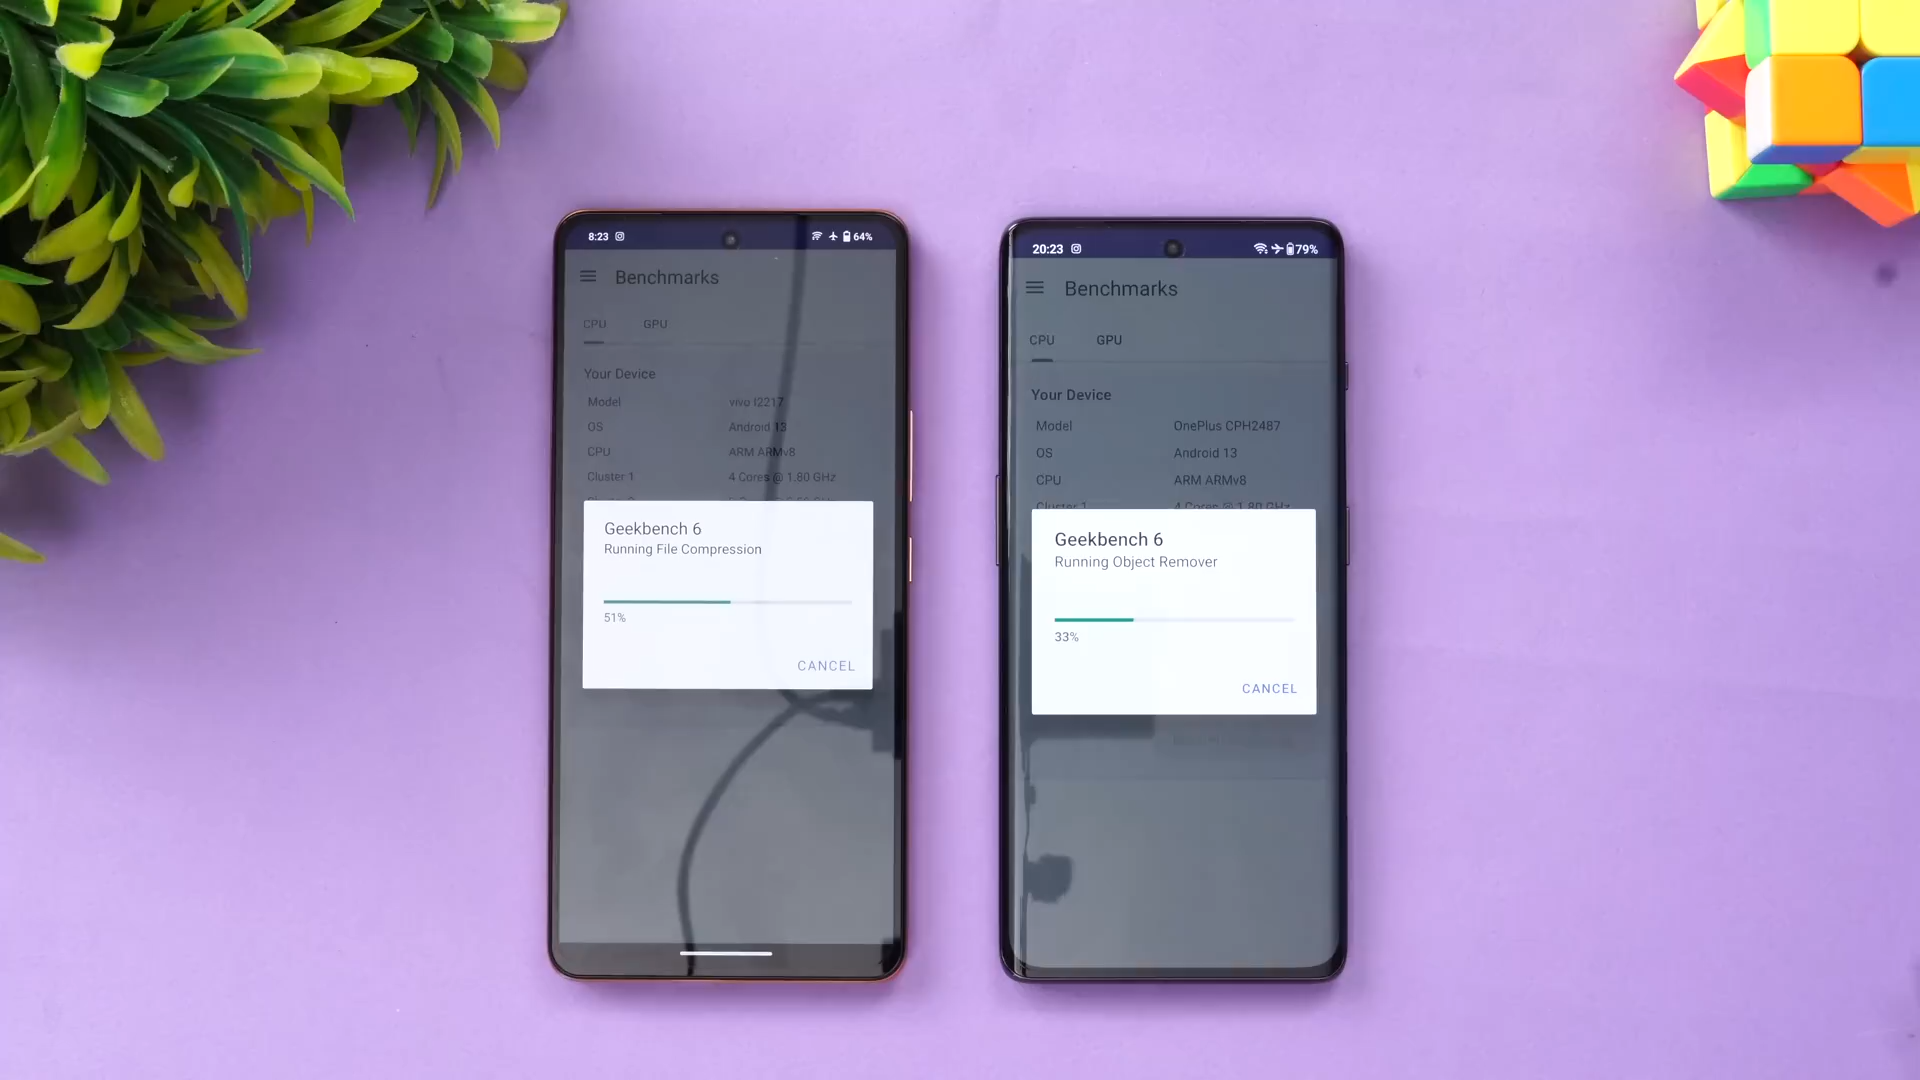 8:23
64%
Benchmarks
CPU GPU
Your Device
Model vivo I2217
OS Android 13
CPU ARM ARMv8
Cluster 1 4 Cores @ 1.80 GHz
Geekbench 6
Running File Compression
51%
CANCEL
20:23
79%
Benchmarks
CPU GPU
Your Device
Model OnePlus CPH2487
OS Android 13
CPU ARM ARMv8
Cluster 1 4 Cores @ 1.80 GHz
Geekbench 6
Running Object Remover
33%
CANCEL